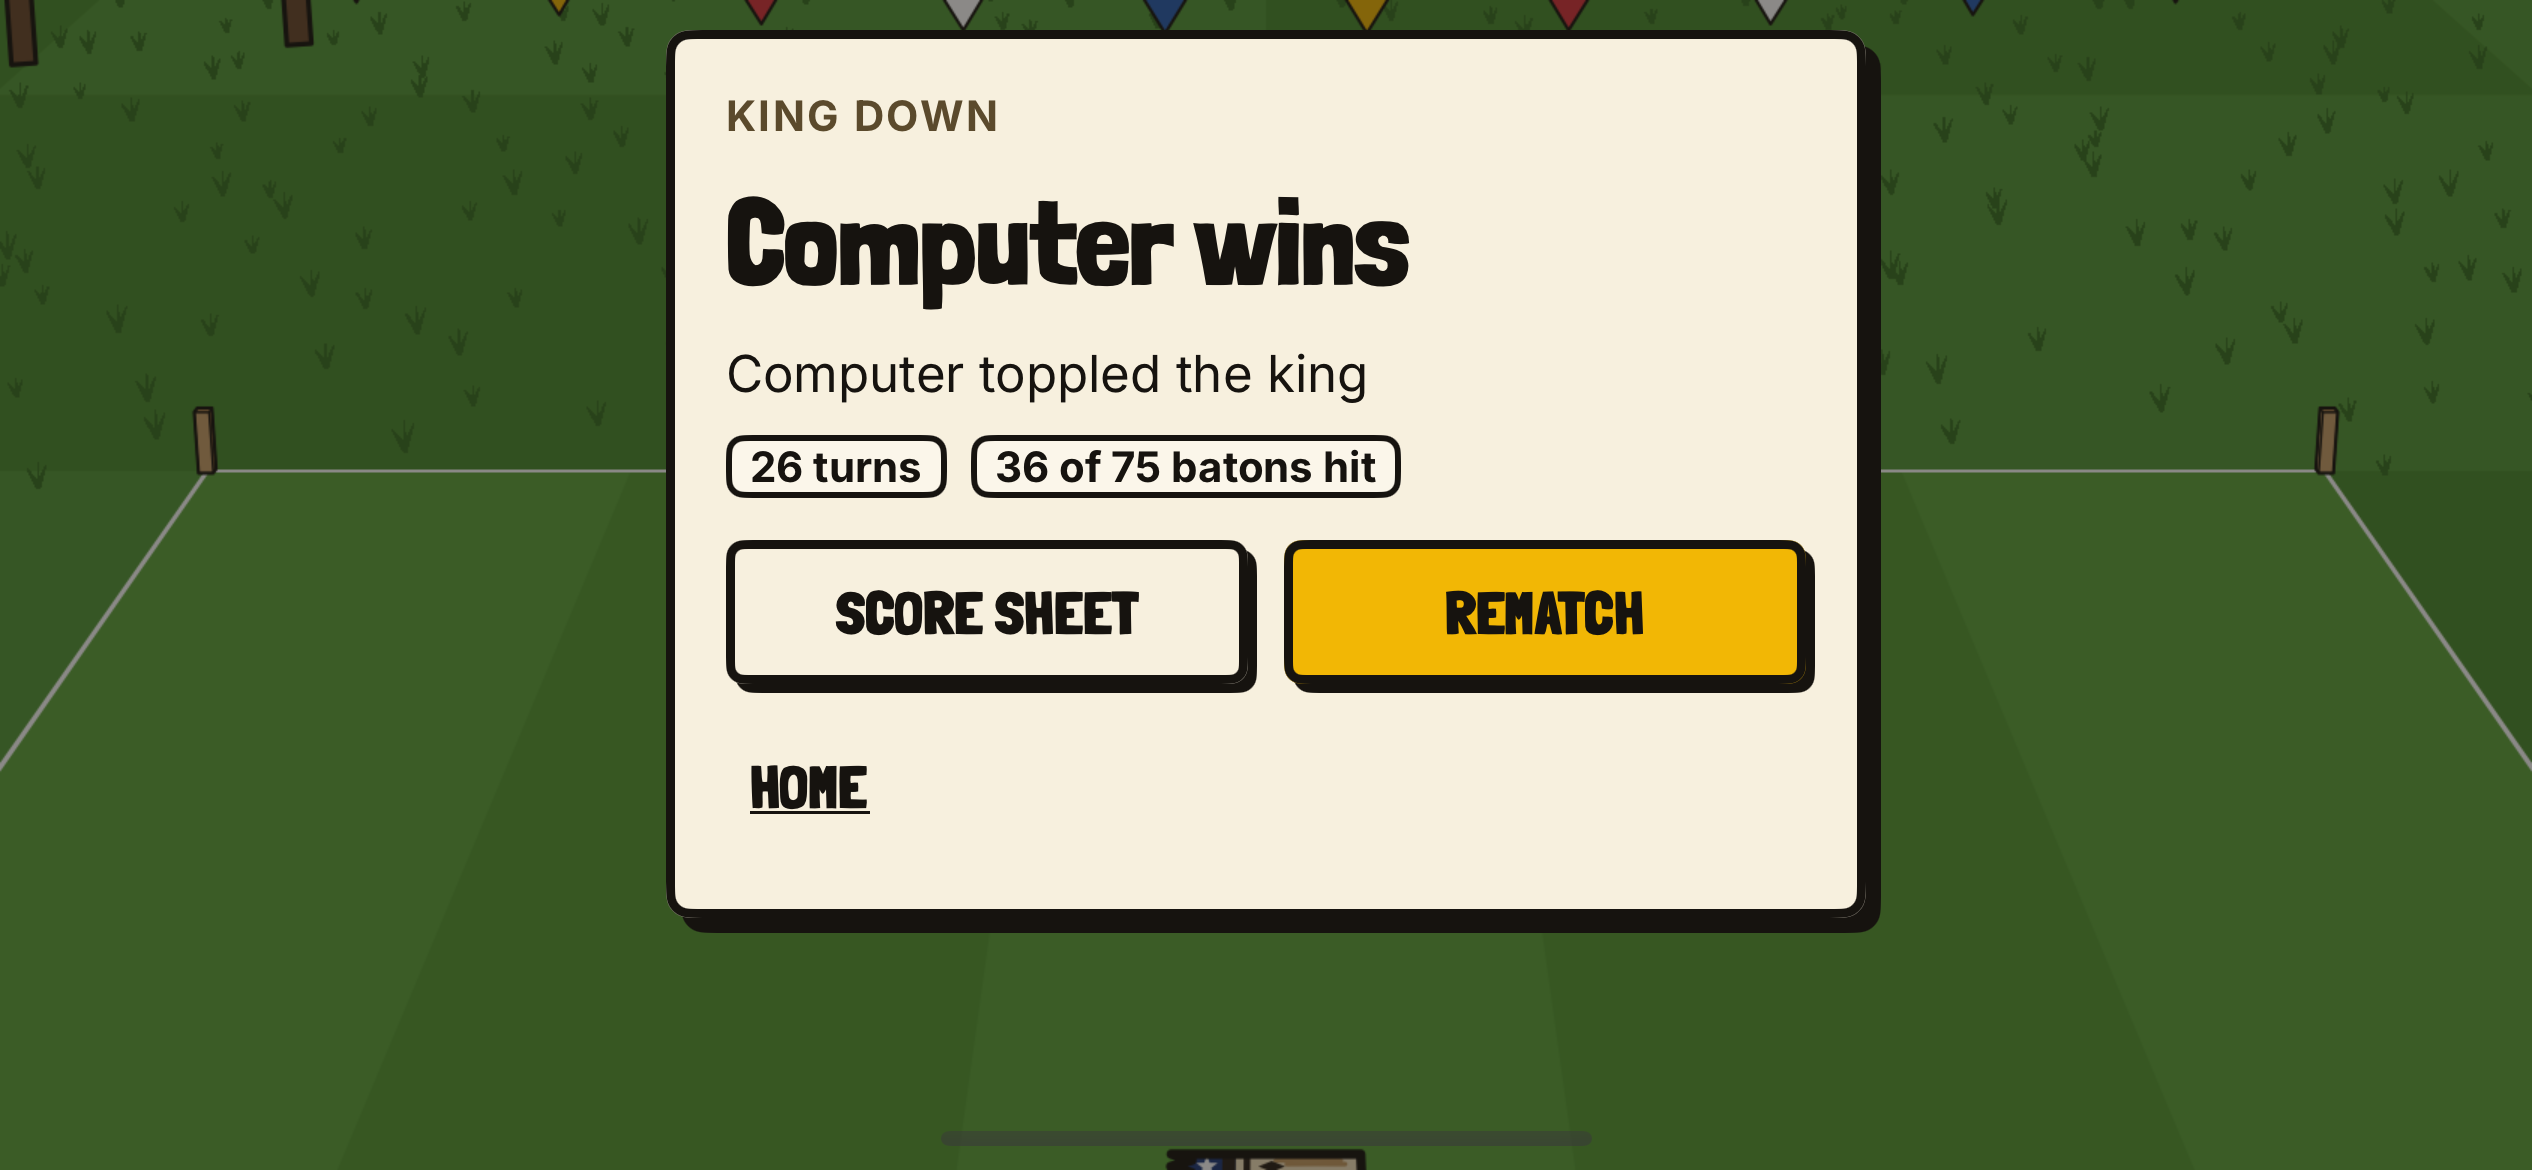 KING DOWN
Computer wins
Computer toppled the king
26 turns
36 of 75 batons hit
SCORE SHEET
REMATCH
HOME